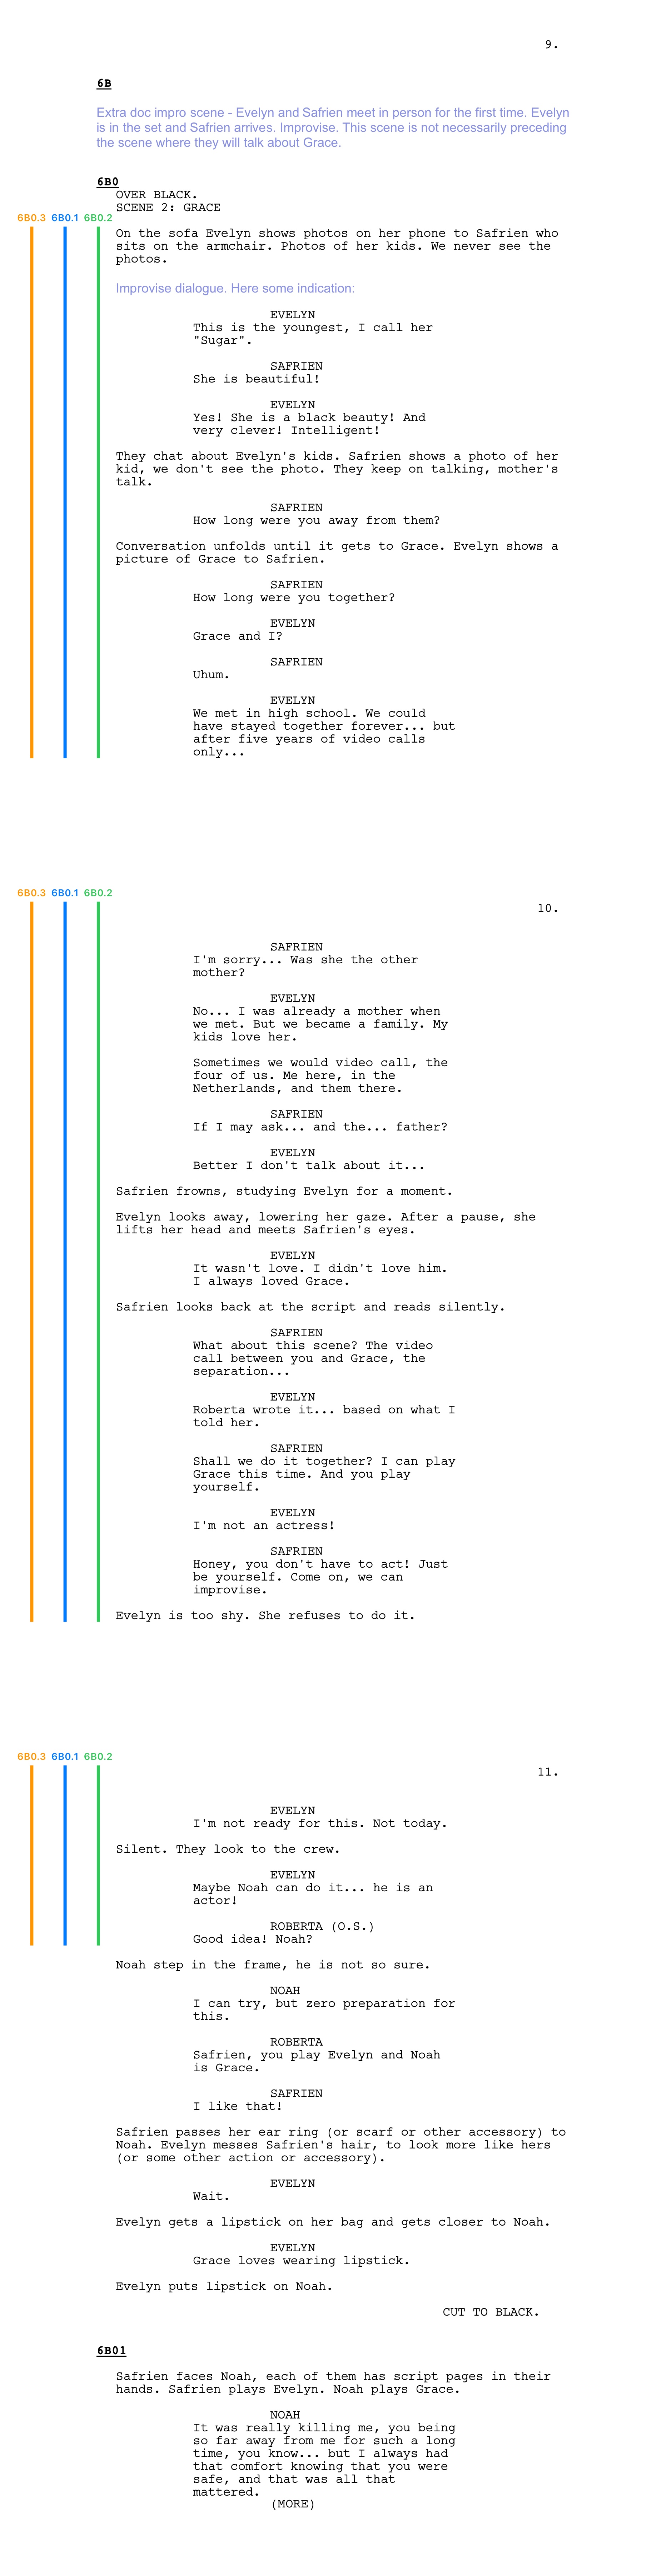 9.
6B
Extra doc impro scene - Evelyn and Safrien meet in person for the first time. Evelyn
is in the set and Safrien arrives. Improvise. This scene is not necessarily preceding
the scene where they will talk about Grace.
6B0
OVER BLACK.
SCENE 2: GRACE
6B0.3 6B0.1 6B0.2
On the sofa Evelyn shows photos on her phone to Safrien who
sits on the armchair. Photos of her kids. We never see the
photos.
Improvise dialogue. Here some indication:
EVELYN
This is the youngest, I call her
"Sugar".
SAFRIEN
She is beautiful!
EVELYN
Yes! She is a black beauty! And
very clever! Intelligent!
They chat about Evelyn's kids. Safrien shows a photo of her
kid, we don't see the photo. They keep on talking, mother's
talk.
SAFRIEN
How long were you away from them?
Conversation unfolds until it gets to Grace. Evelyn shows a
picture of Grace to Safrien.
SAFRIEN
How long were you together?
EVELYN
Grace and I?
SAFRIEN
Uhum.
EVELYN
We met in high school. We could
have stayed together forever... but
after five years of video calls
only...
6B0.3 6B0.1 6B0.2
10.
SAFRIEN
I'm sorry... Was she the other
mother?
EVELYN
No... I was already a mother when
we met. But we became a family. My
kids love her.
Sometimes we would video call, the
four of us. Me here, in the
Netherlands, and them there.
SAFRIEN
If I may ask... and the... father?
EVELYN
Better I don't talk about it...
Safrien frowns, studying Evelyn for a moment.
Evelyn looks away, lowering her gaze. After a pause, she
lifts her head and meets Safrien's eyes.
EVELYN
It wasn't love. I didn't love him.
I always loved Grace.
Safrien looks back at the script and reads silently.
SAFRIEN
What about this scene? The video
call between you and Grace, the
separation...
EVELYN
Roberta wrote it... based on what I
told her.
SAFRIEN
Shall we do it together? I can play
Grace this time. And you play
yourself.
EVELYN
I'm not an actress!
SAFRIEN
Honey, you don't have to act! Just
be yourself. Come on, we can
improvise.
Evelyn is too shy. She refuses to do it.
6B0.3 6B0.1 6B0.2
11.
EVELYN
I'm not ready for this. Not today.
Silent. They look to the crew.
EVELYN
Maybe Noah can do it... he is an
actor!
ROBERTA (O.S.)
Good idea! Noah?
Noah step in the frame, he is not so sure.
NOAH
I can try, but zero preparation for
this.
ROBERTA
Safrien, you play Evelyn and Noah
is Grace.
SAFRIEN
I like that!
Safrien passes her ear ring (or scarf or other accessory) to
Noah. Evelyn messes Safrien's hair, to look more like hers
(or some other action or accessory).
EVELYN
Wait.
Evelyn gets a lipstick on her bag and gets closer to Noah.
EVELYN
Grace loves wearing lipstick.
Evelyn puts lipstick on Noah.
CUT TO BLACK.
6B01
Safrien faces Noah, each of them has script pages in their
hands. Safrien plays Evelyn. Noah plays Grace.
NOAH
It was really killing me, you being
so far away from me for such a long
time, you know... but I always had
that comfort knowing that you were
safe, and that was all that
mattered.
(MORE)